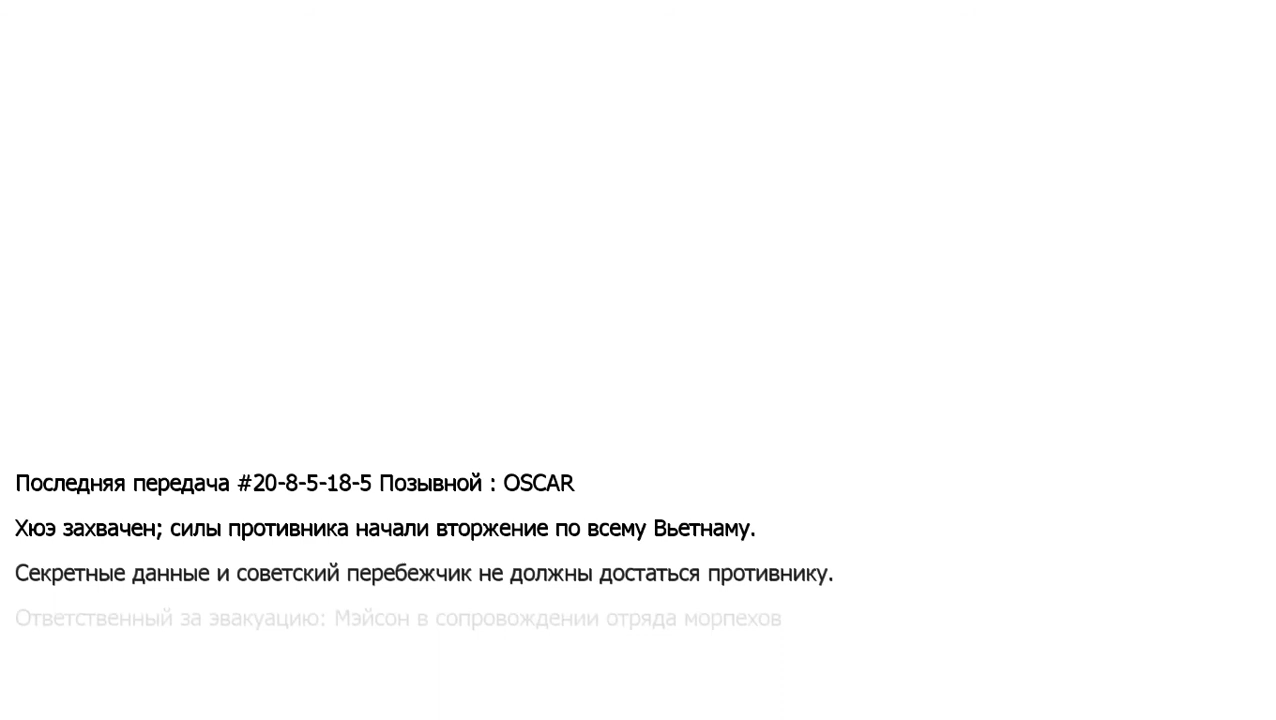 Последняя передача #20-8-5-18-5 Позывной : OSCAR
Хюэ захвачен; силы противника начали вторжение по всему Вьетнаму.
Секретные данные и советский перебежчик не должны достаться противнику.
Ответственный за эвакуацию: Мэйсон в сопровождении отряда морпехов